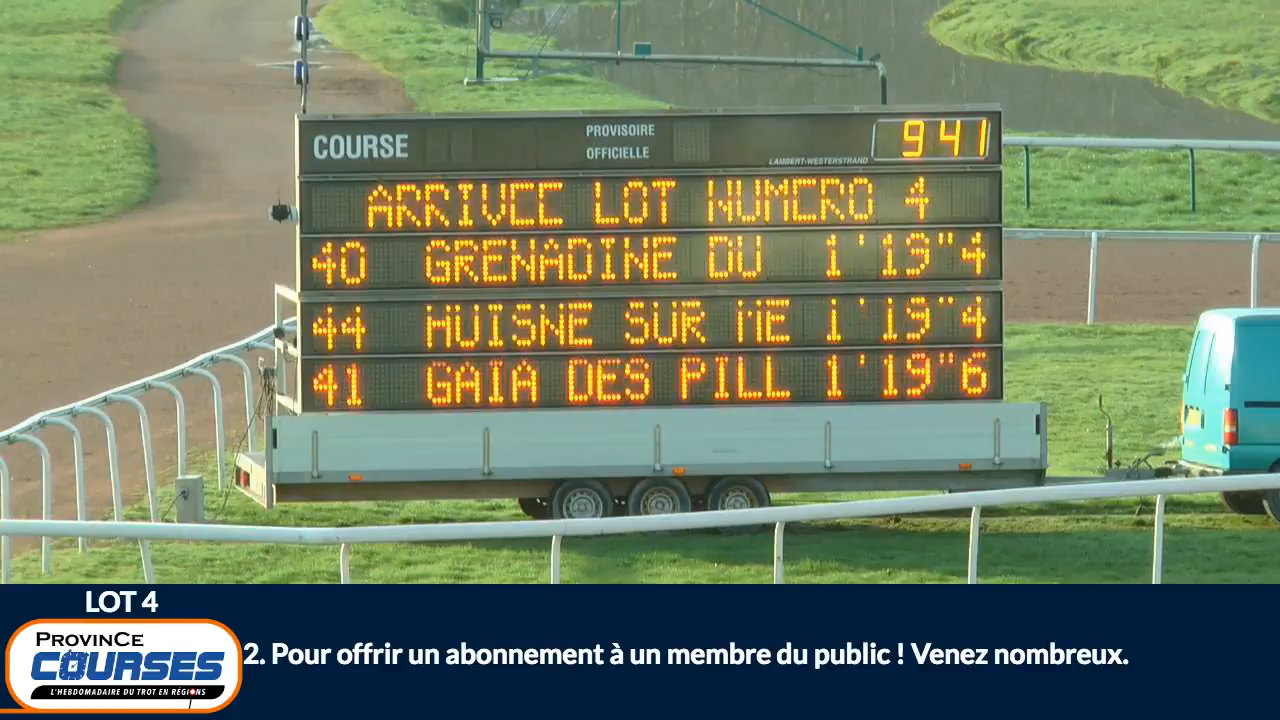 COURSE
PROVISOIRE
OFFICIELLE
LAMBERT-WESTERSTRAND
941
ARRIVEE LOT NUMERO 4
40 GRENADINE DU 1'19"4
44 HUISNE SUR ME 1'19"4
41 GAIA DES PILL 1'19"6
LOT 4
PROVINCE
COURSES
L'HEBDOMADAIRE DU TROT EN RÉGIONS
2. Pour offrir un abonnement à un membre du public ! Venez nombreux.